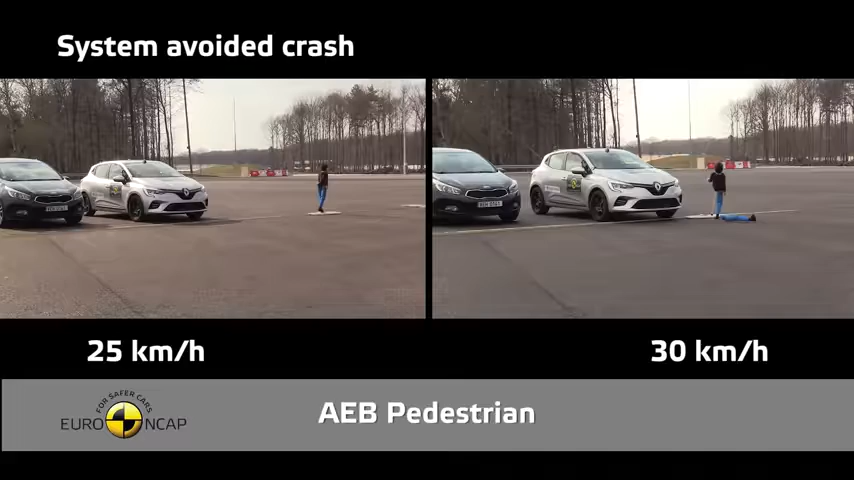 System avoided crash
25 km/h
30 km/h
FOR SAFER CARS
EURO NCAP
AEB Pedestrian